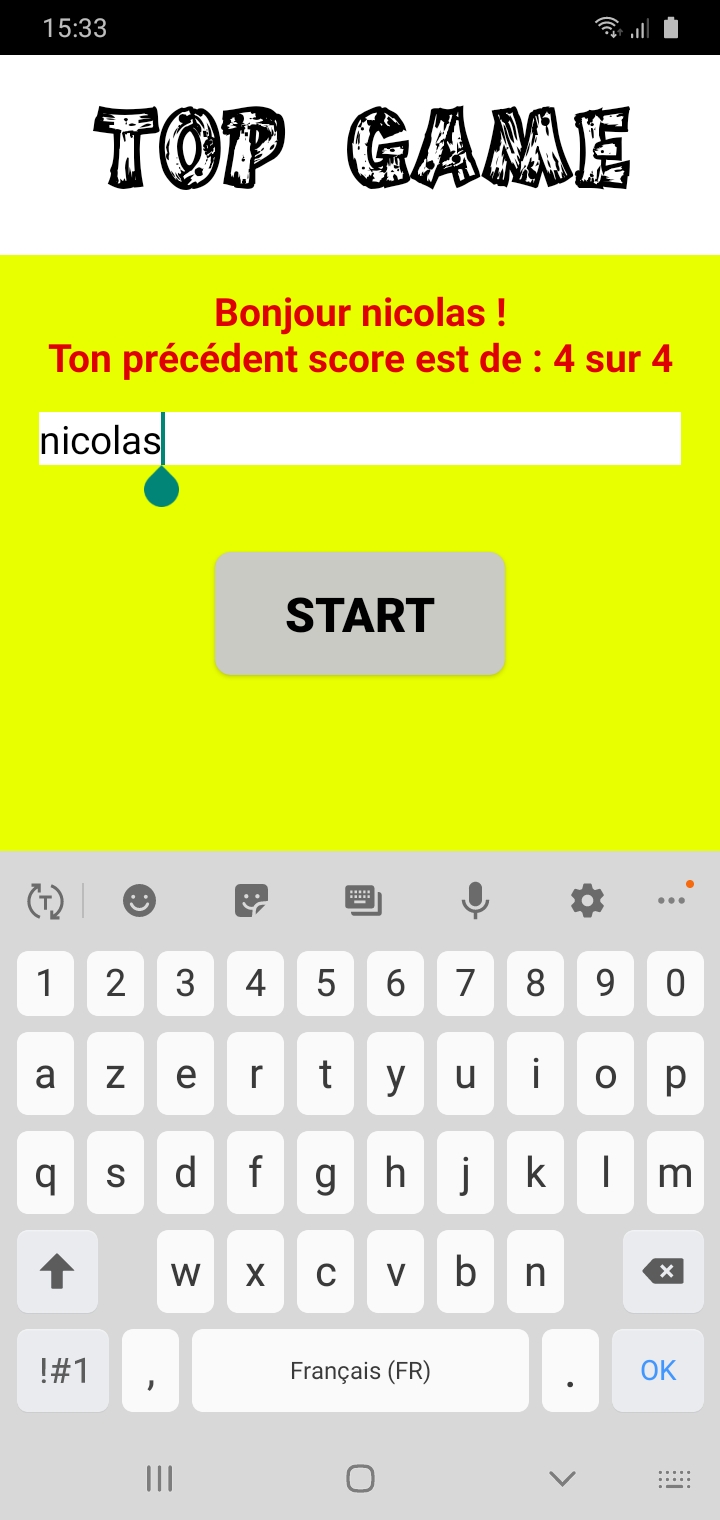 15:33
TOP GAME
Bonjour nicolas !
Ton précédent score est de : 4 sur 4
nicolas
START
T
1 2 3 4 5 6 7 8 9 0
a z e r t y u i o p
q s d f g h j k l m
w x c v b n
!#1 , Français (FR) . OK